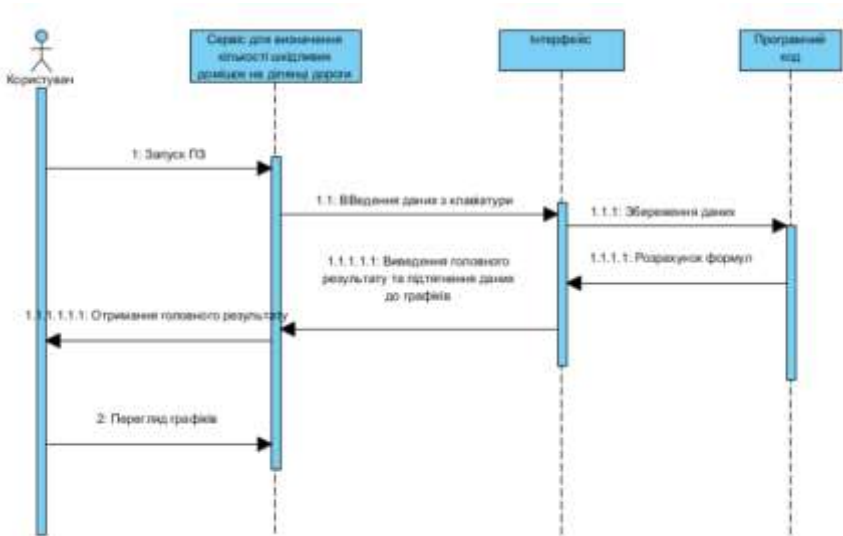 Сервіс для визначення
кількості шкідливих
домішок на ділянці дороги
Інтерфейс
Програмний
код
Користувач
1: Запуск ПЗ
1.1: ВВедення даних з клавіатури
1.1.1: Збереження даних
1.1.1.1: Розрахунок формул
1.1.1.1.1: Виведення головного
результату та підтягнення даних
до графіків
1.1.1.1.1.1: Отримання головного результату
2: Перегляд графіків